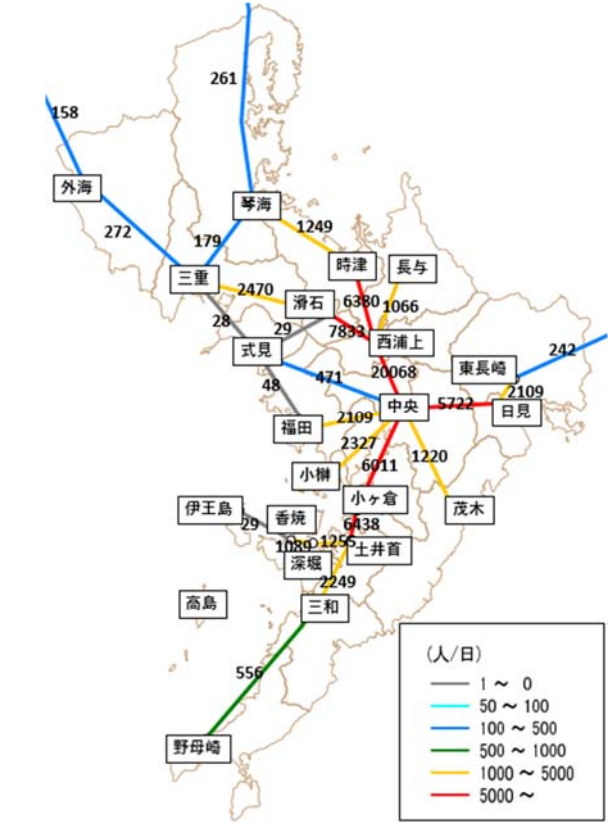 261
158
外海
琴海
272
1249
179
時津
長与
三重
2470
滑石
6380
1066
28
29
7833
西浦上
式見
20068
東長崎
242
471
48
中央
5722
2109
日見
福田
2109
2327
1220
小榊
6011
小ヶ倉
伊王島
香焼
茂木
29
6438
1089
1255
土井首
深堀
2249
高島
三和
556
野母崎
(人/日)
1 ～ 0
50 ～ 100
100 ～ 500
500 ～ 1000
1000 ～ 5000
5000 ～